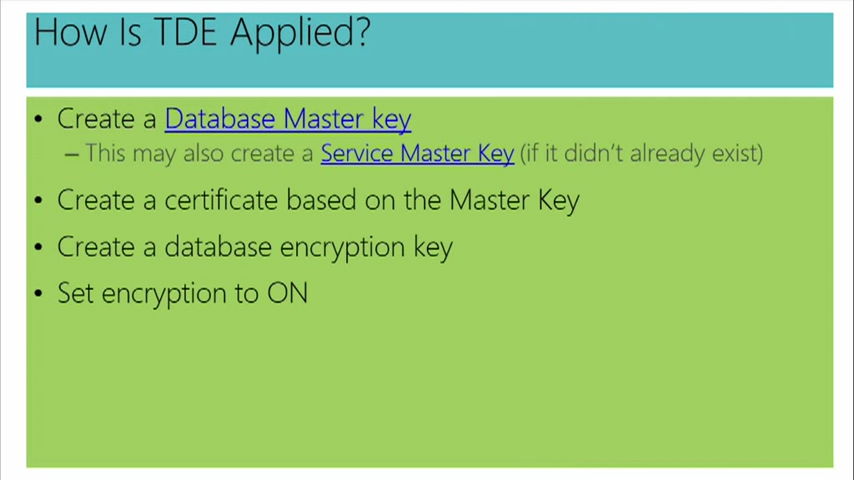 How Is TDE Applied?
• Create a Database Master key
– This may also create a Service Master Key (if it didn't already exist)
• Create a certificate based on the Master Key
• Create a database encryption key
• Set encryption to ON